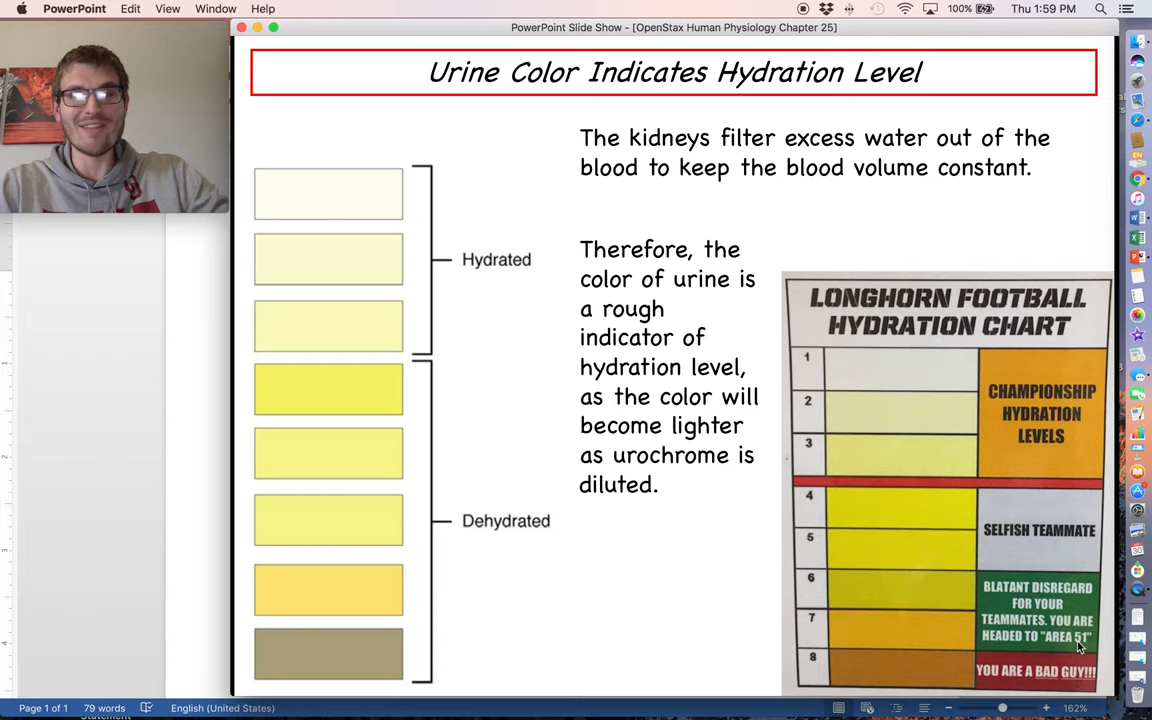 PowerPoint Edit View Window Help
100% Thu 1:59 PM
PowerPoint Slide Show - [OpenStax Human Physiology Chapter 25]
Urine Color Indicates Hydration Level
The kidneys filter excess water out of the
blood to keep the blood volume constant.
Hydrated
Dehydrated
Therefore, the
color of urine is
a rough
indicator of
hydration level,
as the color will
become lighter
as urochrome is
diluted.
LONGHORN FOOTBALL
HYDRATION CHART
1
2
3
CHAMPIONSHIP
HYDRATION
LEVELS
4
5
SELFISH TEAMMATE
6
7
BLATANT DISREGARD
FOR YOUR
TEAMMATES. YOU ARE
HEADED TO "AREA 51"
8
YOU ARE A BAD GUY!!!
Page 1 of 1 79 words English (United States) 162%